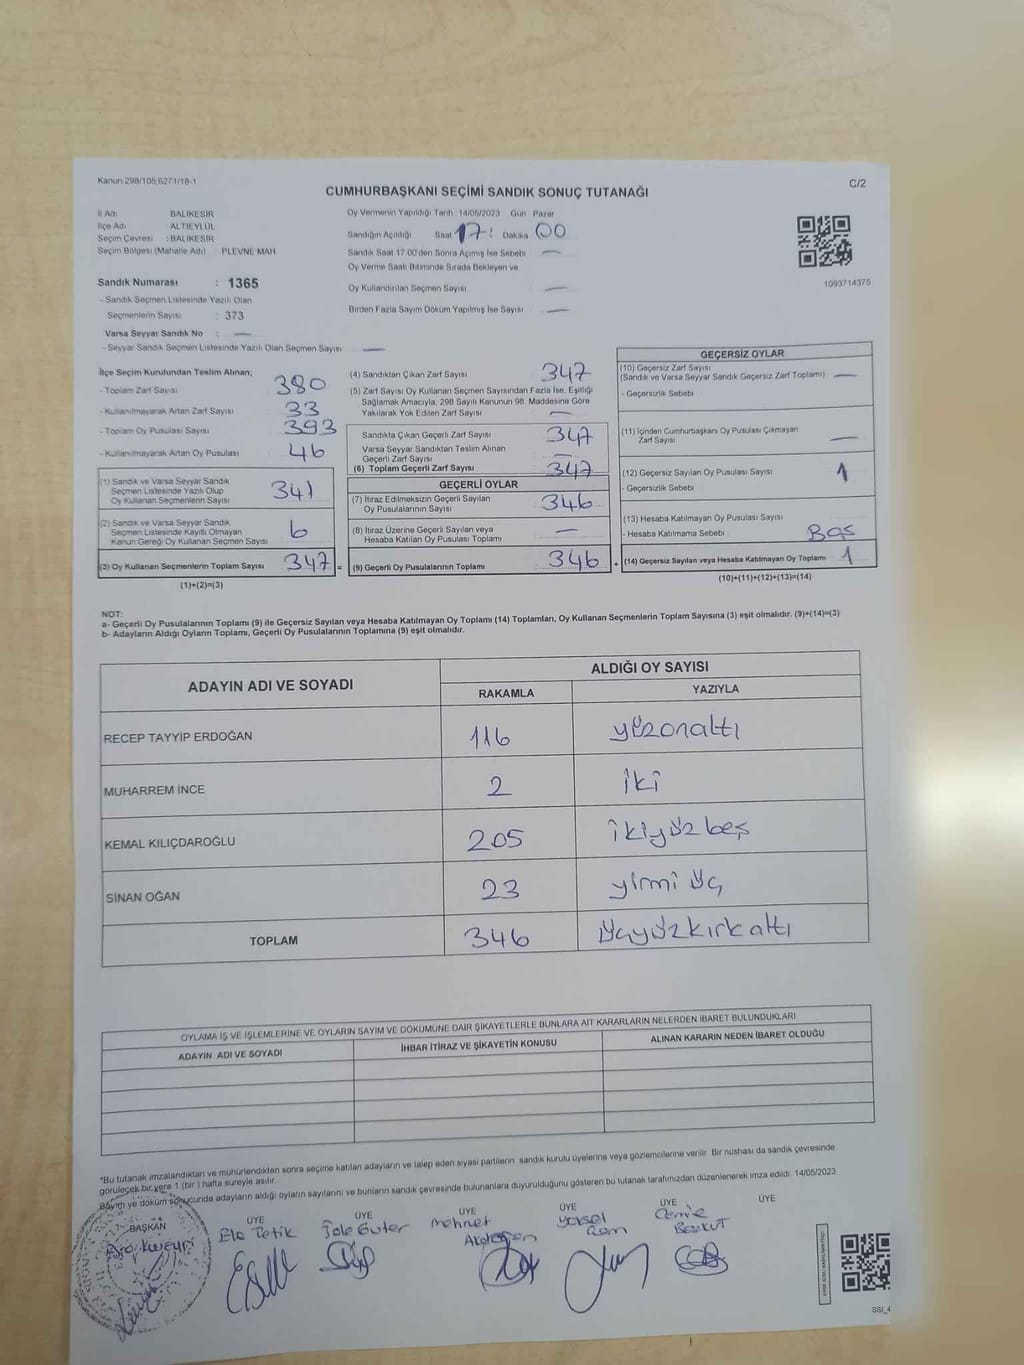 Kanun 298/105,6271/18-1
C/2
CUMHURBAŞKANI SEÇİMİ SANDIK SONUÇ TUTANAĞI
İl Adı BALIKESİR
İlçe Adı ALTIEYLÜL
Seçim Çevresi :BALIKESİR
Seçim Bölgesi (Mahalle Adı) : PLEVNE MAH
Sandık Numarası : 1365
- Sandık Seçmen Listesinde Yazılı Olan
Seçmenlerin Sayısı : 373
Varsa Seyyar Sandık No : —
- Seyyar Sandık Seçmen Listesinde Yazılı Olan Seçmen Sayısı —
Oy Vermenin Yapıldığı Tarih 14/05/2023 Gün Pazar
Sandığın Açıldığı Saat 17: Dakika 00
Sandık Saat 17.00'den Sonra Açımış İse Sebebi —
Oy Verme Saati Bitiminde Sırada Bekleyen ve
Oy Kullandırılan Seçmen Sayısı —
Birden Fazla Sayım Döküm Yapılmış İse Sayısı —
1093714375
İlçe Seçim Kurulundan Teslim Alınan;
- Toplam Zarf Sayısı 380
- Kullanılmayarak Artan Zarf Sayısı 33
- Toplam Oy Pusulası Sayısı 393
- Kullanılmayarak Artan Oy Pusulası 46
(1) Sandık ve Varsa Seyyar Sandık
Seçmen Listesinde Yazılı Olup
Oy Kullanan Seçmenlerin Sayısı 341
(2) Sandık ve Varsa Seyyar Sandık
Seçmen Listesinde Kayıtlı Olmayan
Kanun Gereği Oy Kullanan Seçmen Sayısı 6
(3) Oy Kullanan Seçmenlerin Toplam Sayısı 347 =
(1)+(2)=(3)
(4) Sandıktan Çıkan Zarf Sayısı 347
(5) Zarf Sayısı Oy Kullanan Seçmen Sayısından Fazla İse, Eşitliği
Sağlamak Amacıyla, 298 Sayılı Kanunun 98. Maddesine Göre
Yakılarak Yok Edilen Zarf Sayısı —
Sandıkta Çıkan Geçerli Zarf Sayısı 347
Varsa Seyyar Sandıktan Teslim Alınan
Geçerli Zarf Sayısı —
(6) Toplam Geçerli Zarf Sayısı 347
GEÇERLİ OYLAR
(7) İtiraz Edilmeksizin Geçerli Sayılan
Oy Pusulalarının Sayısı 346
(8) İtiraz Üzerine Geçerli Sayılan veya
Hesaba Katılan Oy Pusulası Toplamı —
(9) Geçerli Oy Pusulalarının Toplamı 346 +
GEÇERSİZ OYLAR
(10) Geçersiz Zarf Sayısı
(Sandık ve Varsa Seyyar Sandık Geçersiz Zarf Toplamı) —
- Geçersizlik Sebebi
(11) İçinden Cumhurbaşkanı Oy Pusulası Çıkmayan
Zarf Sayısı —
(12) Geçersiz Sayılan Oy Pusulası Sayısı 1
- Geçersizlik Sebebi
(13) Hesaba Katılmayan Oy Pusulası Sayısı
- Hesaba Katılmama Sebebi Boş
(14) Geçersiz Sayılan veya Hesaba Katılmayan Oy Toplamı 1
(10)+(11)+(12)+(13)=(14)
NOT:
a- Geçerli Oy Pusulalarının Toplamı (9) ile Geçersiz Sayılan veya Hesaba Katılmayan Oy Toplamı (14) Toplamları, Oy Kullanan Seçmenlerin Toplam Sayısına (3) eşit olmalıdır. (9)+(14)=(3)
b- Adayların Aldığı Oyların Toplamı, Geçerli Oy Pusulalarının Toplamına (9) eşit olmalıdır.
ADAYIN ADI VE SOYADI ALDIĞI OY SAYISI
RAKAMLA YAZIYLA
RECEP TAYYİP ERDOĞAN 116 yüzonaltı
MUHARREM İNCE 2 iki
KEMAL KILIÇDAROĞLU 205 ikiyüzbeş
SİNAN OĞAN 23 yirmi üç
TOPLAM 346 üçyüzkırkaltı
OYLAMA İŞ VE İŞLEMLERİNE VE OYLARIN SAYIM VE DÖKÜMÜNE DAİR ŞİKAYETLERLE BUNLARA AİT KARARLARIN NELERDEN İBARET BULUNDUKLARI
ADAYIN ADI VE SOYADI İHBAR İTİRAZ VE ŞİKAYETİN KONUSU ALINAN KARARIN NEDEN İBARET OLDUĞU
*Bu tutanak imzalandıktan ve mühürlendikten sonra seçime katılan adayların ve talep eden siyasi partilerin sandık kurulu üyelerine veya gözlemcilerine verilir. Bir nüshası da sandık çevresinde
görülecek bir yere 1 (bir) hafta süreyle asılır.
Sayım ve döküm sonucunda adayların aldığı oyların sayılarını ve bunların sandık çevresinde bulunanlara duyurulduğunu gösteren bu tutanak tarafımızdan düzenlenerek imza edildi. 14/05/2023
BAŞKAN ÜYE ÜYE ÜYE ÜYE ÜYE ÜYE
Jale Güler Mehmet Yüksel Cemile
Bozkut
SSI_4